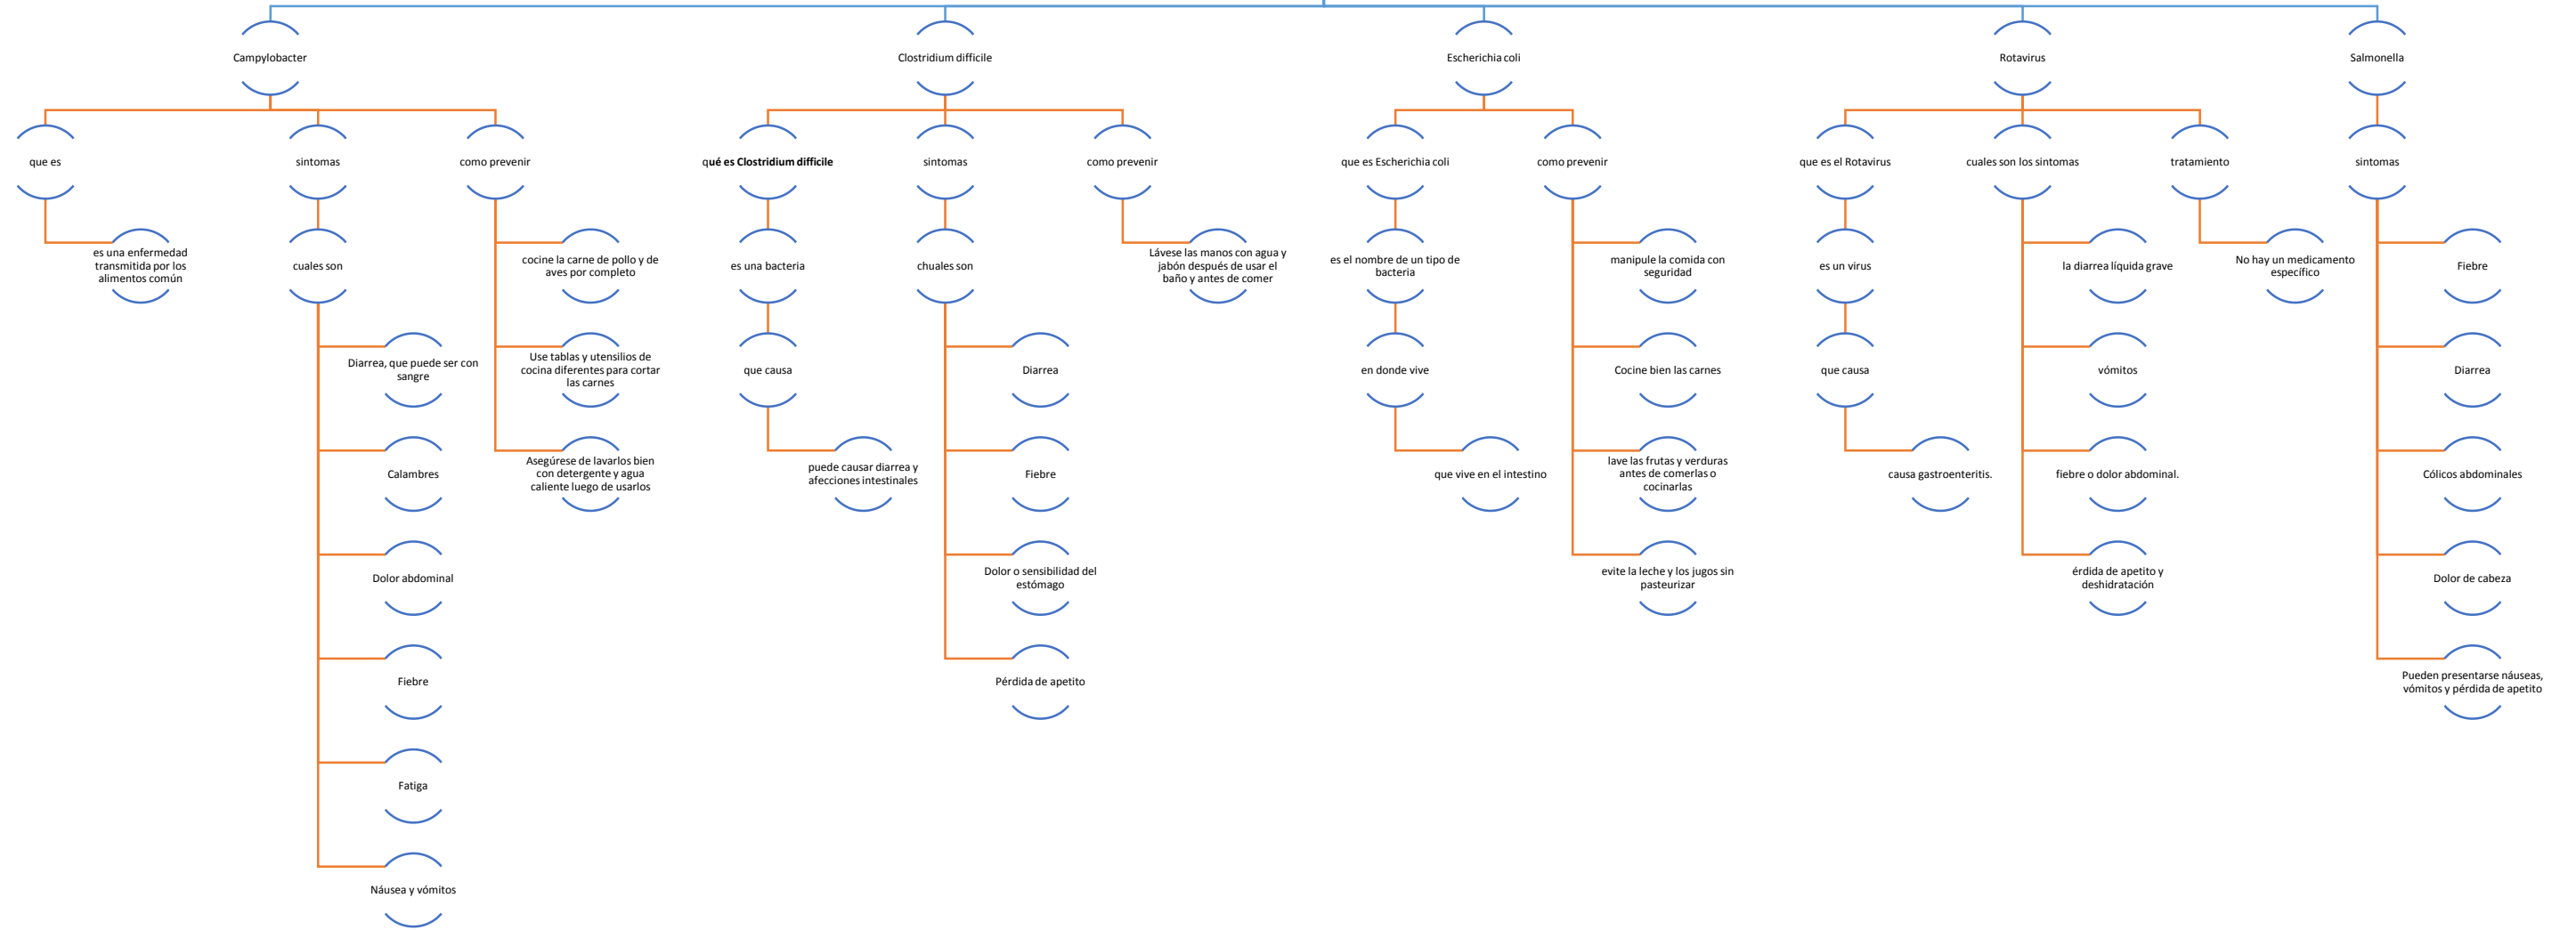 Campylobacter
que es
es una enfermedad
transmitida por los
alimentos común
sintomas
cuales son
Diarrea, que puede ser con
sangre
Calambres
Dolor abdominal
Fiebre
Fatiga
Náusea y vómitos
como prevenir
cocine la carne de pollo y de
aves por completo
Use tablas y utensilios de
cocina diferentes para cortar
las carnes
Asegúrese de lavarlos bien
con detergente y agua
caliente luego de usarlos
Clostridium difficile
qué es Clostridium difficile
es una bacteria
que causa
puede causar diarrea y
afecciones intestinales
sintomas
chuales son
Diarrea
Fiebre
Dolor o sensibilidad del
estómago
Pérdida de apetito
como prevenir
Lávese las manos con agua y
jabón después de usar el
baño y antes de comer
Escherichia coli
que es Escherichia coli
es el nombre de un tipo de
bacteria
en donde vive
que vive en el intestino
como prevenir
manipule la comida con
seguridad
Cocine bien las carnes
lave las frutas y verduras
antes de comerlas o
cocinarlas
evite la leche y los jugos sin
pasteurizar
Rotavirus
que es el Rotavirus
es un virus
que causa
causa gastroenteritis.
cuales son los sintomas
la diarrea líquida grave
vómitos
fiebre o dolor abdominal.
érdida de apetito y
deshidratación
tratamiento
No hay un medicamento
específico
Salmonella
sintomas
Fiebre
Diarrea
Cólicos abdominales
Dolor de cabeza
Pueden presentarse náuseas,
vómitos y pérdida de apetito